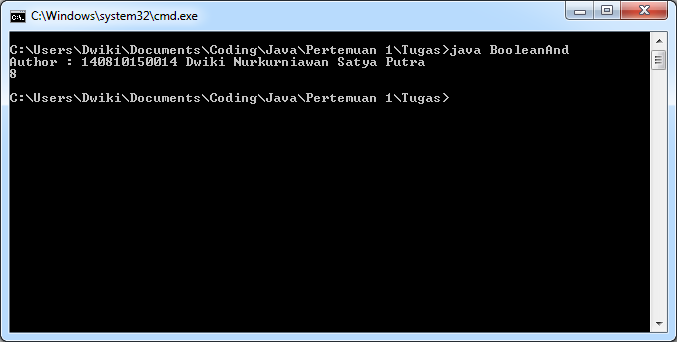 C:\Windows\system32\cmd.exe
C:\Users\Dwiki\Documents\Coding\Java\Pertemuan 1\Tugas>java BooleanAnd
Author : 140810150014 Dwiki Nurkurniawan Satya Putra
8
C:\Users\Dwiki\Documents\Coding\Java\Pertemuan 1\Tugas>